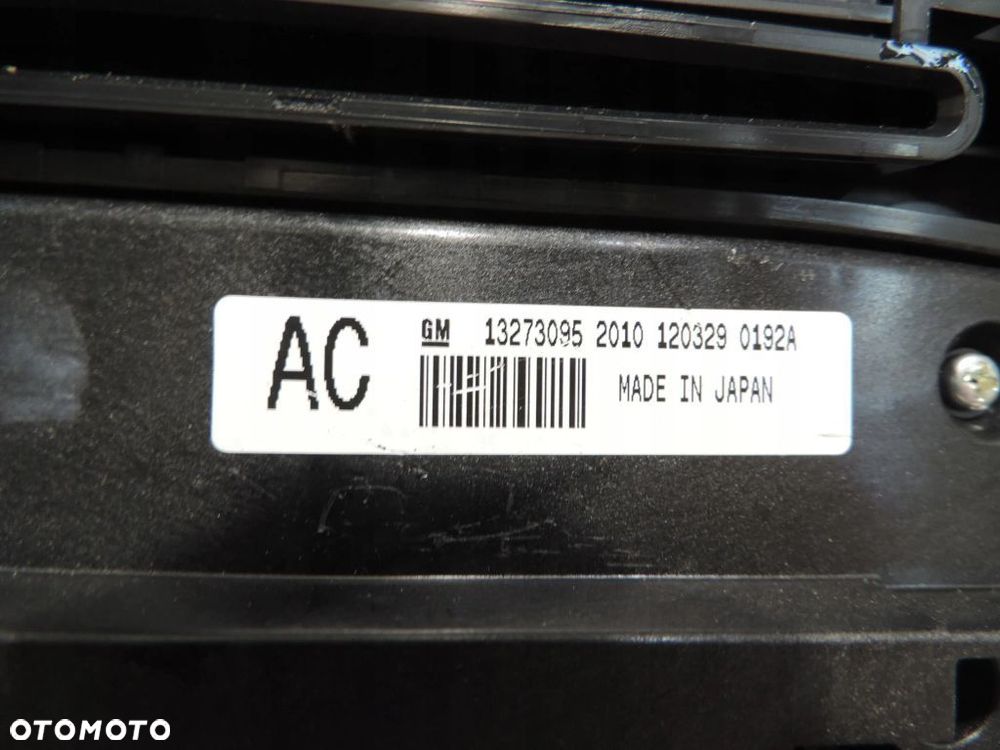 AC
GM 13273095 2010 120329 0192A
MADE IN JAPAN
OTOMOTO